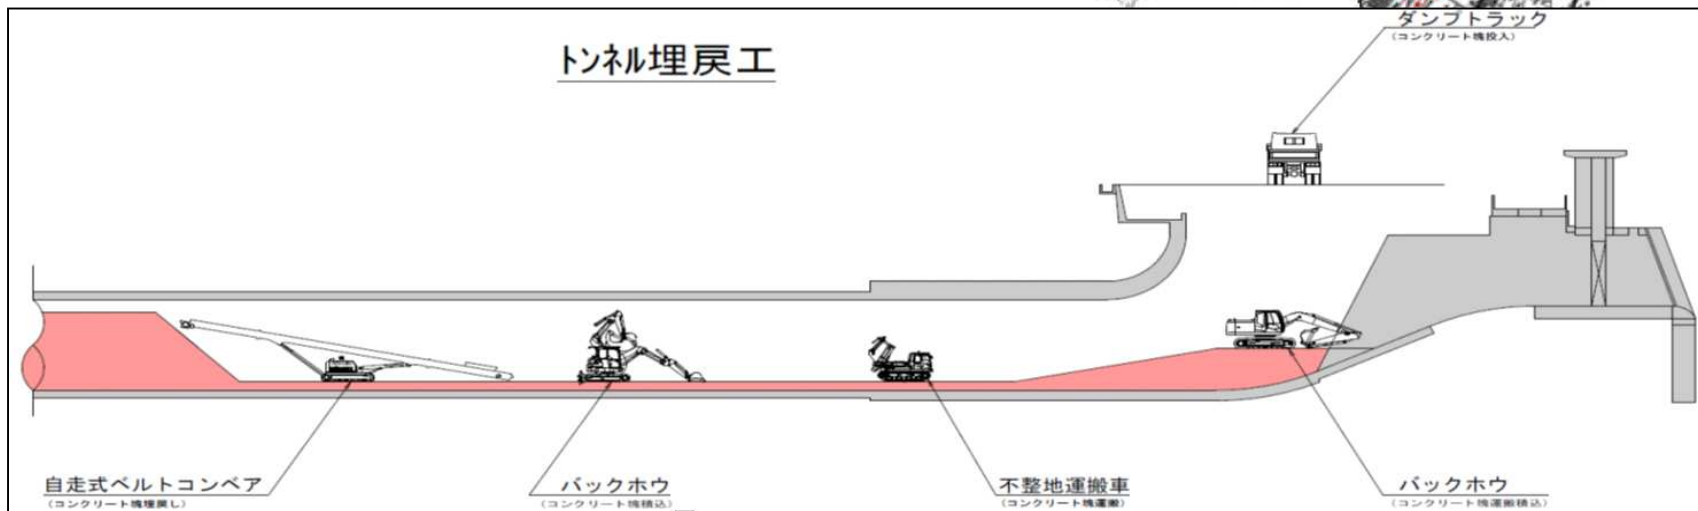 ダンプトラック
(コンクリート塊投入)
トンネル埋戻工
自走式ベルトコンベア
(コンクリート塊埋戻し)
バックホウ
(コンクリート塊積込)
不整地運搬車
(コンクリート塊運搬)
バックホウ
(コンクリート塊運搬積込)